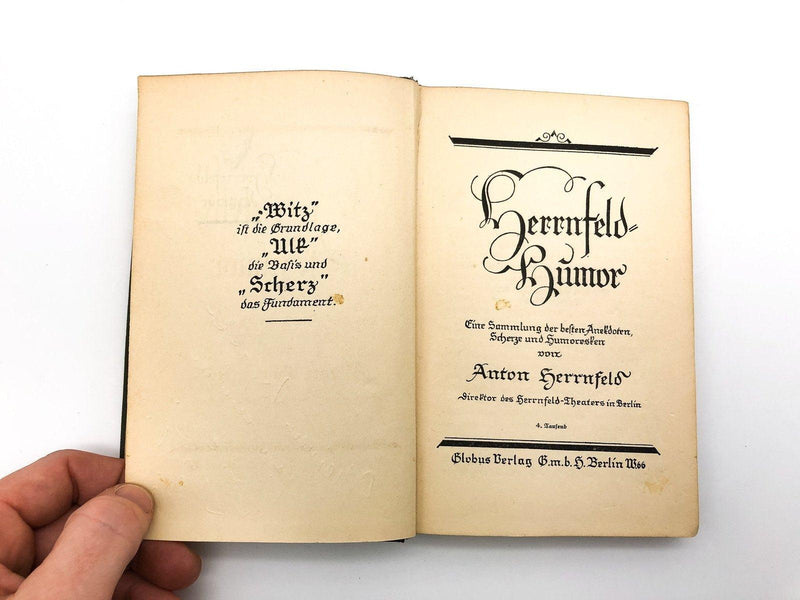 „Witz”
ist die Grundlage,
„Ulk”
die Basis und
„Scherz”
das Fundament.
Herrnfeld-
Humor
Eine Sammlung der besten Anekdoten,
Scherze und Humoresken
von
Anton Herrnfeld
Direktor des Herrnfeld-Theaters in Berlin
4. Tausend
Globus Verlag G.m.b.H. Berlin W66